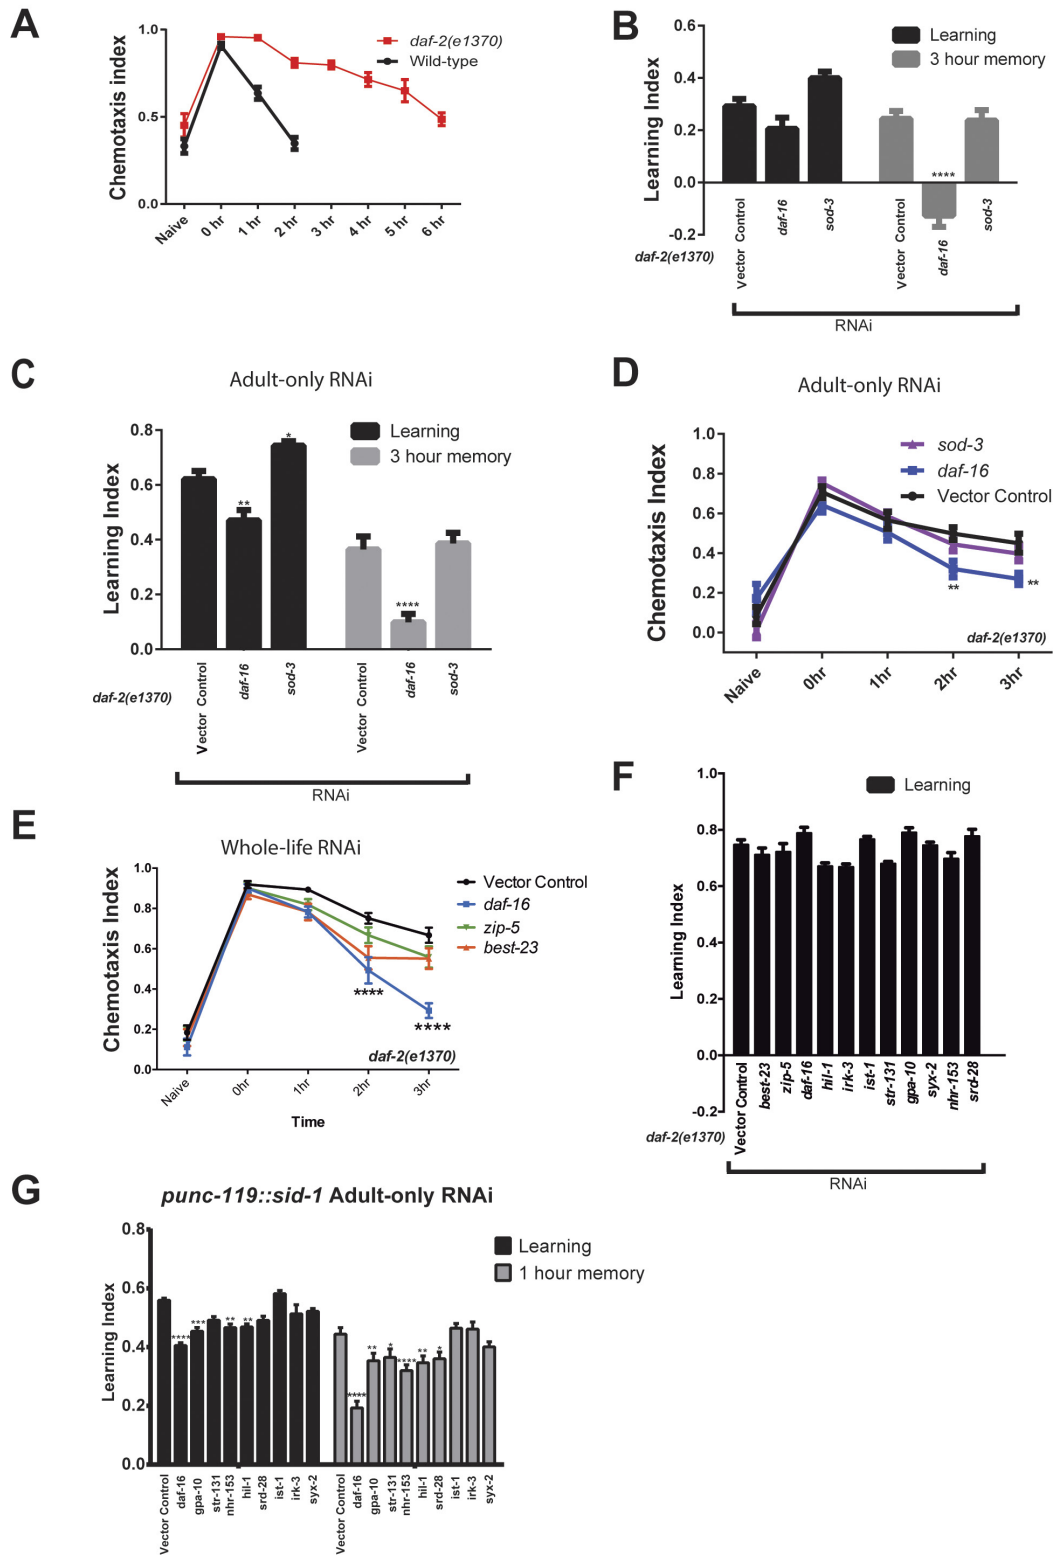 A
Chemotaxis index
1.0
0.5
0.0
daf-2(e1370)
Wild-type
Naive
0 hr
1 hr
2 hr
3 hr
4 hr
5 hr
6 hr
B
Learning Index
0.6
0.4
0.2
0.0
-0.2
Learning
3 hour memory
****
daf-2(e1370)
Vector Control
daf-16
sod-3
Vector Control
daf-16
sod-3
RNAi
C
Adult-only RNAi
Learning Index
0.8
0.6
0.4
0.2
0.0
Learning
3 hour memory
**
*
****
daf-2(e1370)
Vector Control
daf-16
sod-3
Vector Control
daf-16
sod-3
RNAi
D
Adult-only RNAi
Chemotaxis Index
1.0
0.8
0.6
0.4
0.2
0.0
sod-3
daf-16
Vector Control
**
**
daf-2(e1370)
Naive
0hr
1hr
2hr
3hr
E
Whole-life RNAi
Chemotaxis Index
1.0
0.8
0.6
0.4
0.2
0.0
Vector Control
daf-16
zip-5
best-23
****
****
daf-2(e1370)
Naive
0hr
1hr
2hr
3hr
Time
F
Learning Index
1.0
0.8
0.6
0.4
0.2
0.0
-0.2
Learning
daf-2(e1370)
Vector Control
best-23
zip-5
daf-16
hil-1
irk-3
ist-1
str-131
gpa-10
syx-2
nhr-153
srd-28
RNAi
G
punc-119::sid-1 Adult-only RNAi
Learning Index
0.8
0.6
0.4
0.2
0.0
Learning
1 hour memory
****
***
**
**
****
**
*
****
**
*
Vector Control
daf-16
gpa-10
str-131
nhr-153
hil-1
srd-28
ist-1
irk-3
syx-2
Vector Control
daf-16
gpa-10
str-131
nhr-153
hil-1
srd-28
ist-1
irk-3
syx-2